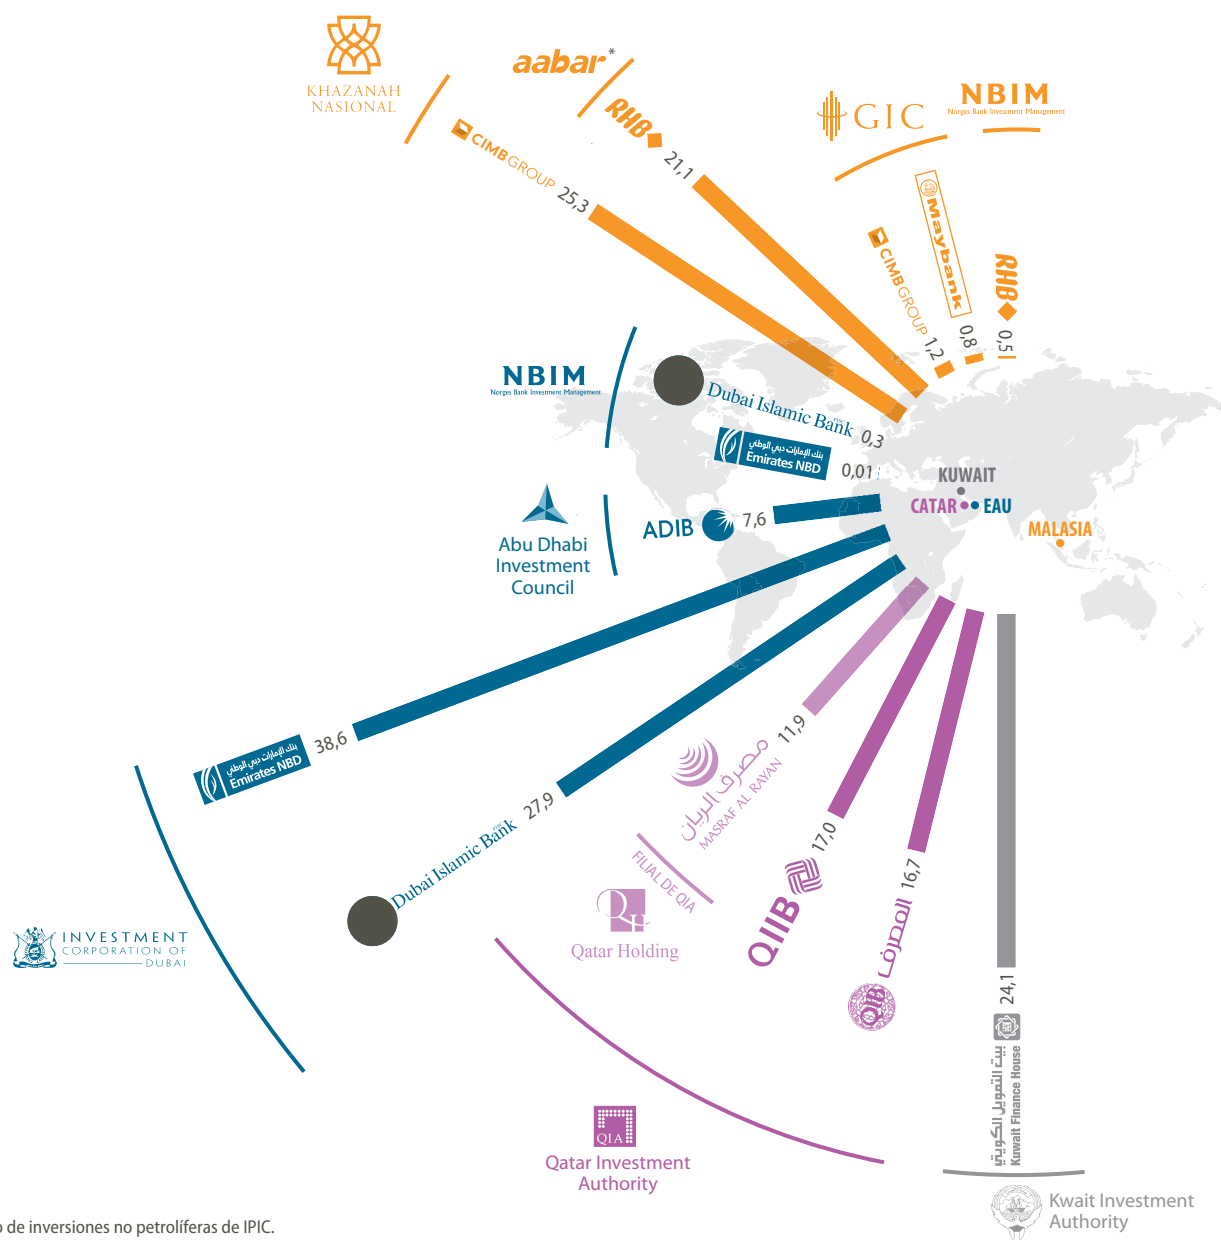 KHAZANAH
NASIONAL
aabar*
RHB
21,1
CIMB GROUP 25,3
GIC
NBIM
Norges Bank Investment Management
CIMB GROUP 1,2
Maybank
0,8
RHB
0,5
NBIM
Norges Bank Investment Management
Dubai Islamic Bank 0,3
بنك الإمارات دبي الوطني
Emirates NBD
0,01
KUWAIT
CATAR
EAU
MALASIA
ADIB
7,6
Abu Dhabi
Investment
Council
بنك الإمارات دبي الوطني
Emirates NBD
38,6
Dubai Islamic Bank 27,9
INVESTMENT
CORPORATION OF
DUBAI
مصرف الريان
MASRAF AL RAYAN
11,9
FILIAL DE QIA
QH
Qatar Holding
QIIB
17,0
QIB
المصرف
16,7
QIA
Qatar Investment
Authority
24,1
بيت التمويل الكويتي
Kuwait Finance House
Kwait Investment
Authority
o de inversiones no petrolíferas de IPIC.